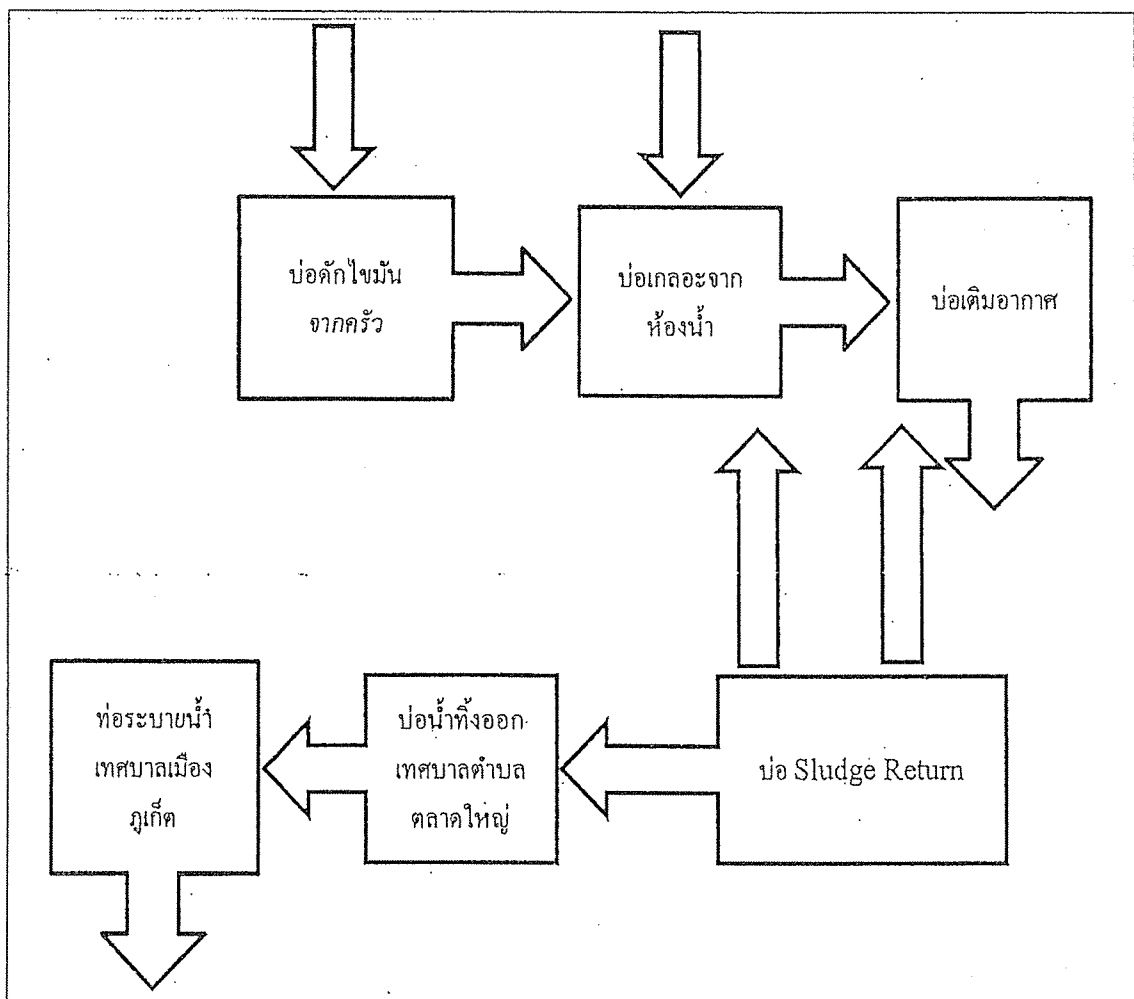 บ่อดักไขมัน
จากครัว
บ่อเกลอะจาก
ห้องน้ำ
บ่อเติมอากาศ
ท่อระบายน้ำ
เทศบาลเมือง
ภูเก็ต
บ่อน้ำทิ้งออก
เทศบาลตำบล
ตลาดใหญ่
บ่อ Sludge Return